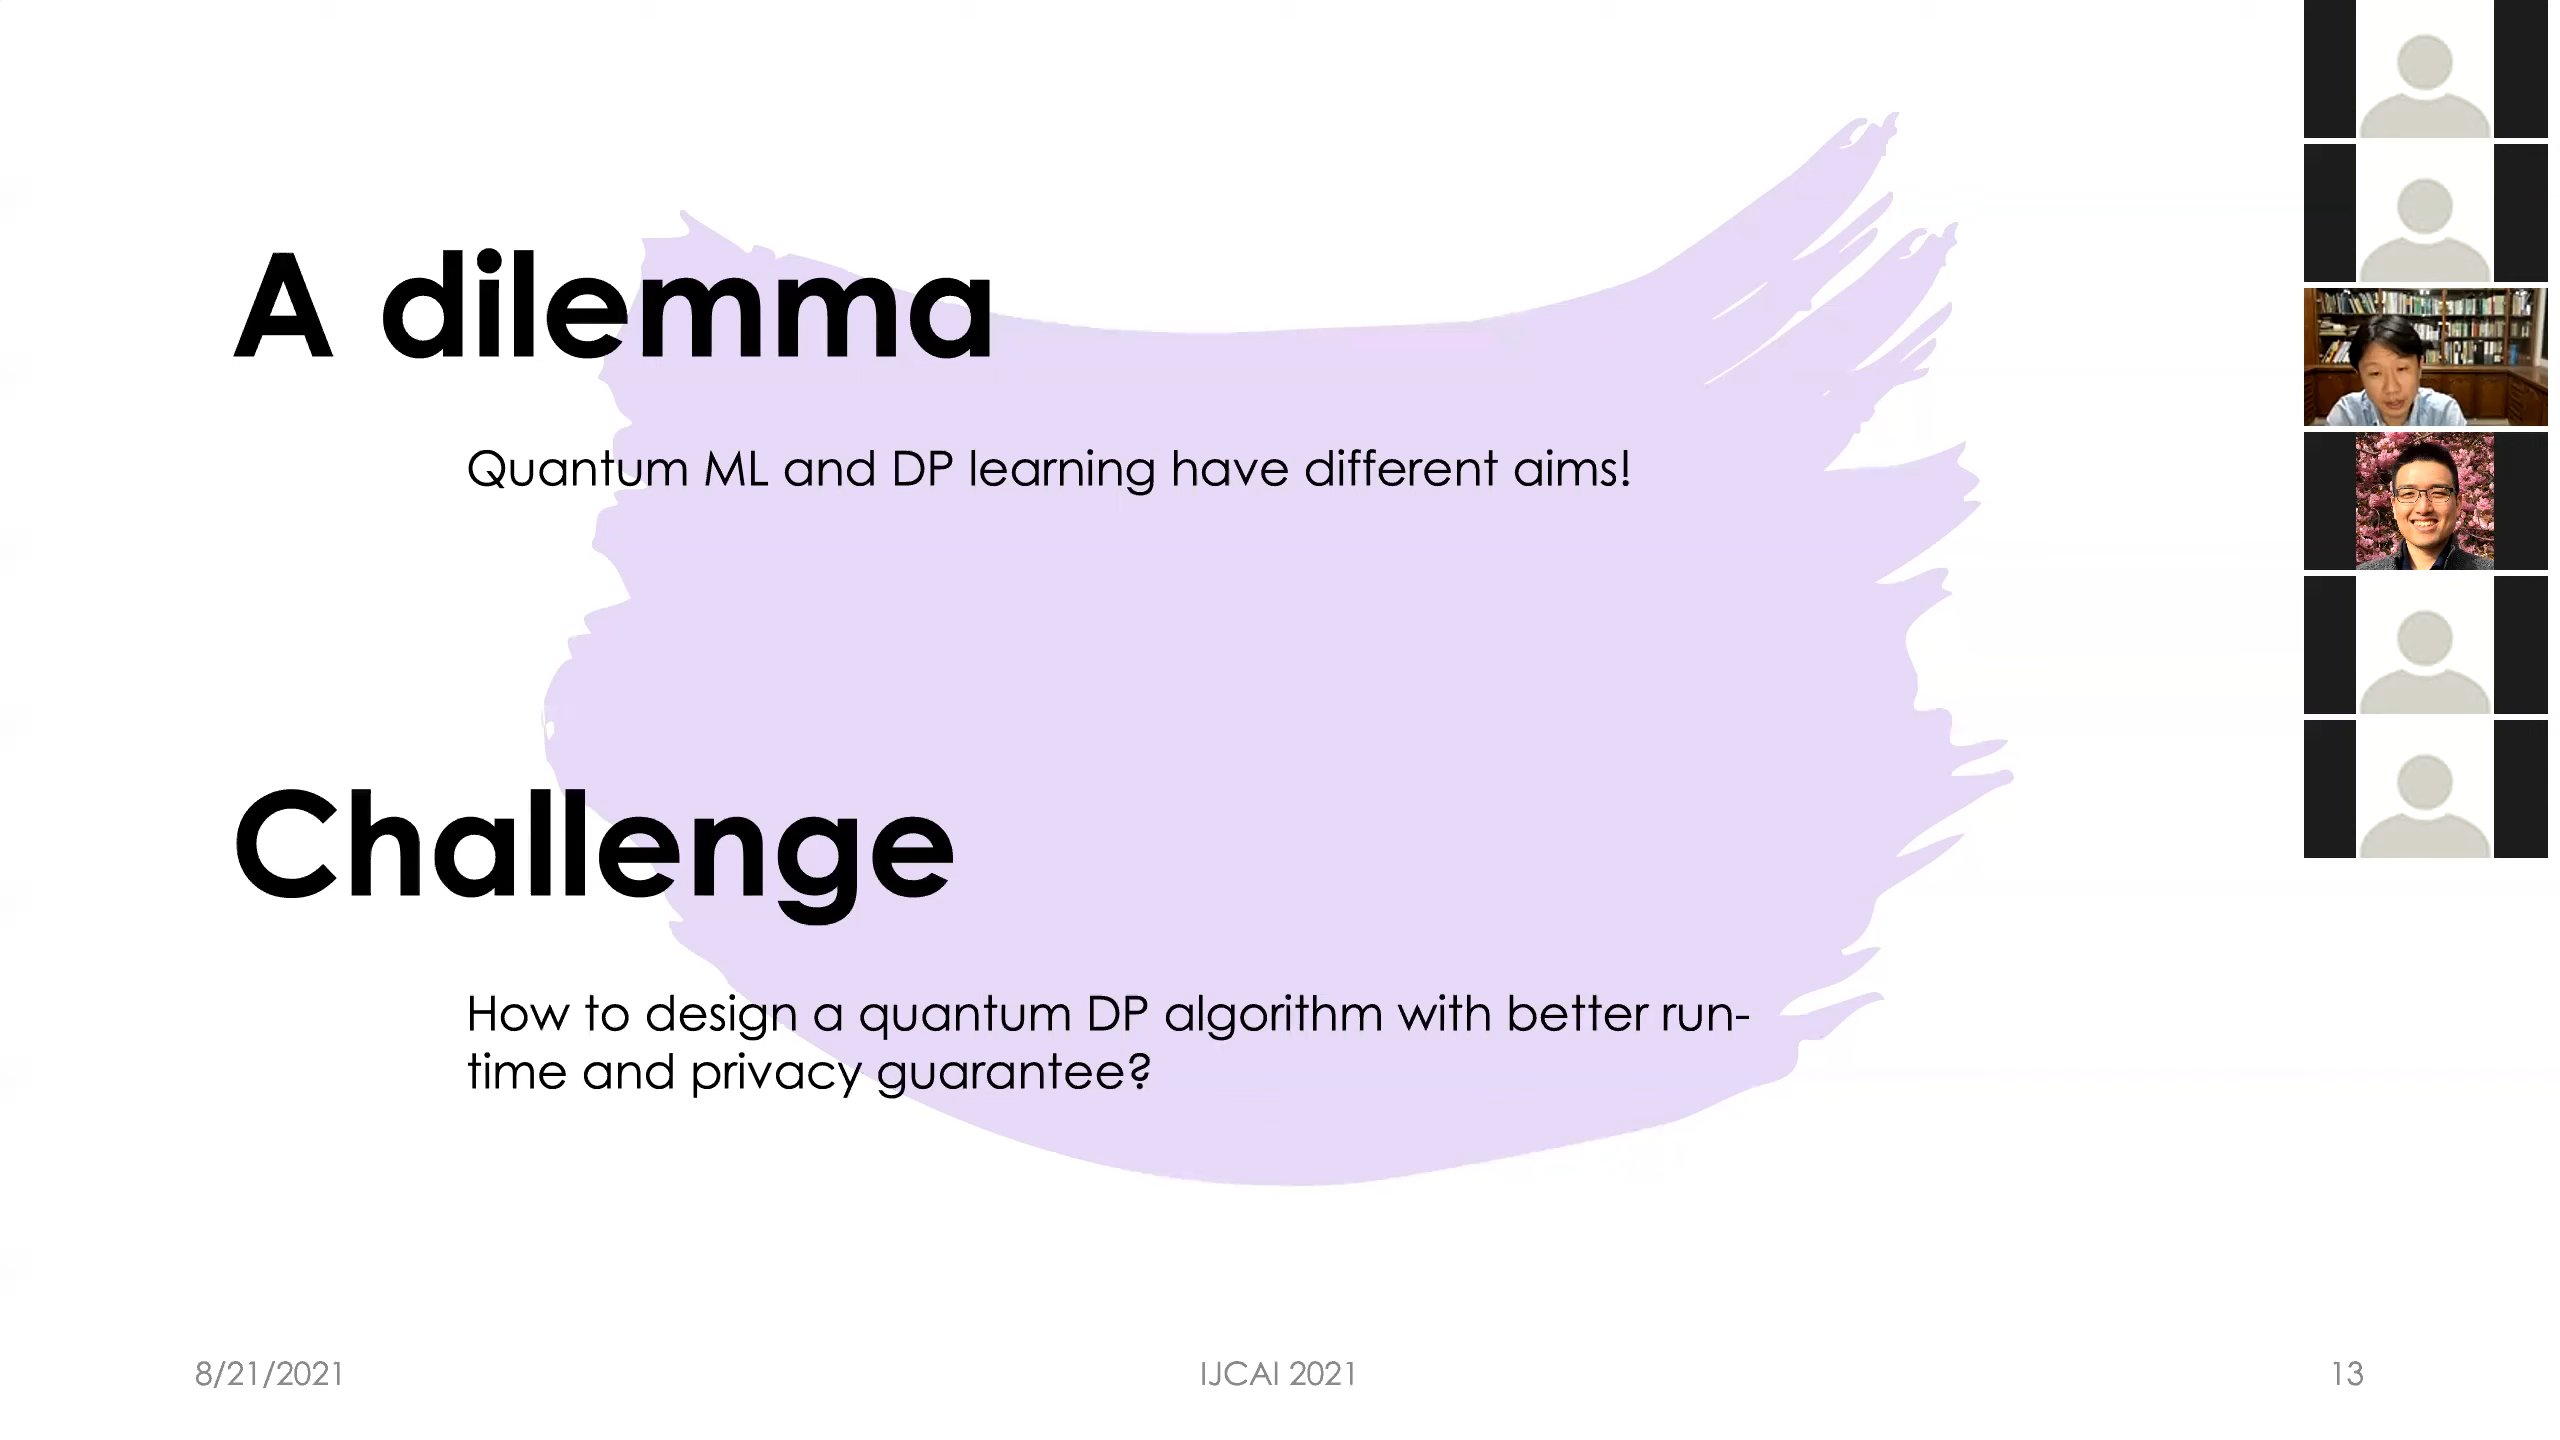 A dilemma
Quantum ML and DP learning have different aims!
Challenge
How to design a quantum DP algorithm with better run-
time and privacy guarantee?
8/21/2021
IJCAI 2021
13